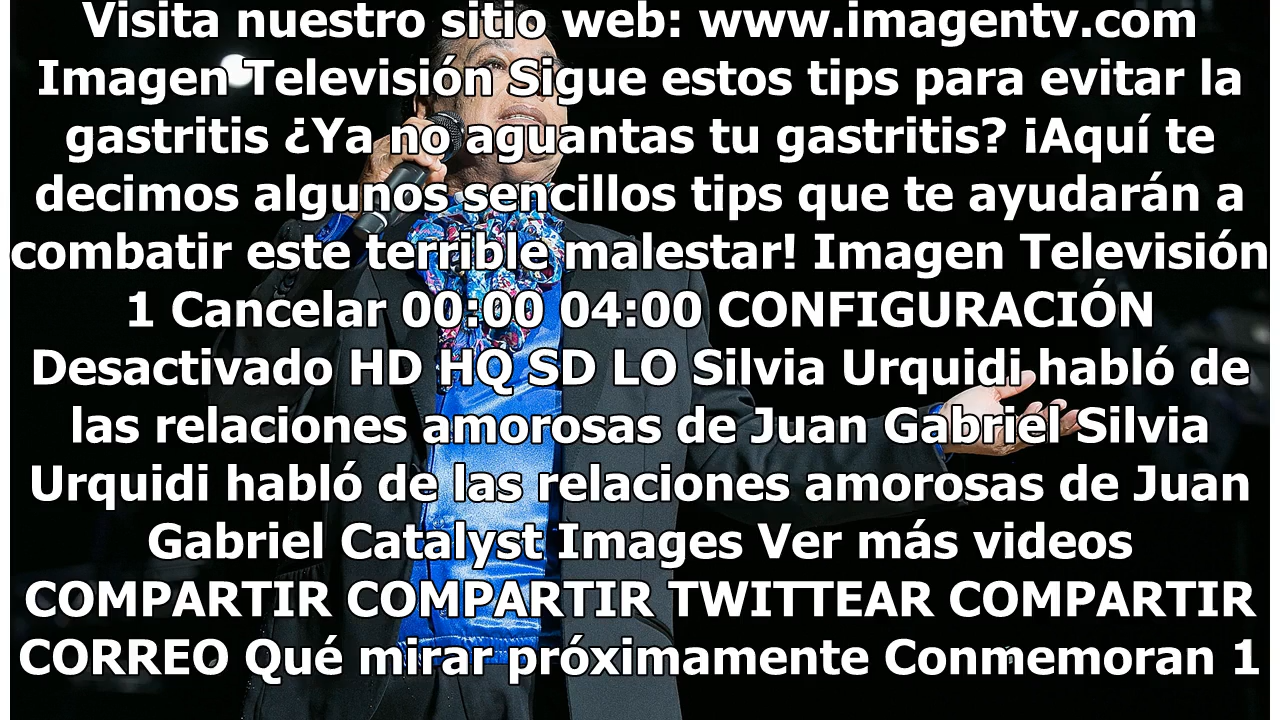 Visita nuestro sitio web: www.imagentv.com
Imagen Televisión Sigue estos tips para evitar la
gastritis ¿Ya no aguantas tu gastritis? ¡Aquí te
decimos algunos sencillos tips que te ayudarán a
combatir este terrible malestar! Imagen Televisión
1 Cancelar 00:00 04:00 CONFIGURACIÓN
Desactivado HD HQ SD LO Silvia Urquidi habló de
las relaciones amorosas de Juan Gabriel Silvia
Urquidi habló de las relaciones amorosas de Juan
Gabriel Catalyst Images Ver más videos
COMPARTIR COMPARTIR TWITTEAR COMPARTIR
CORREO Qué mirar próximamente Conmemoran 1